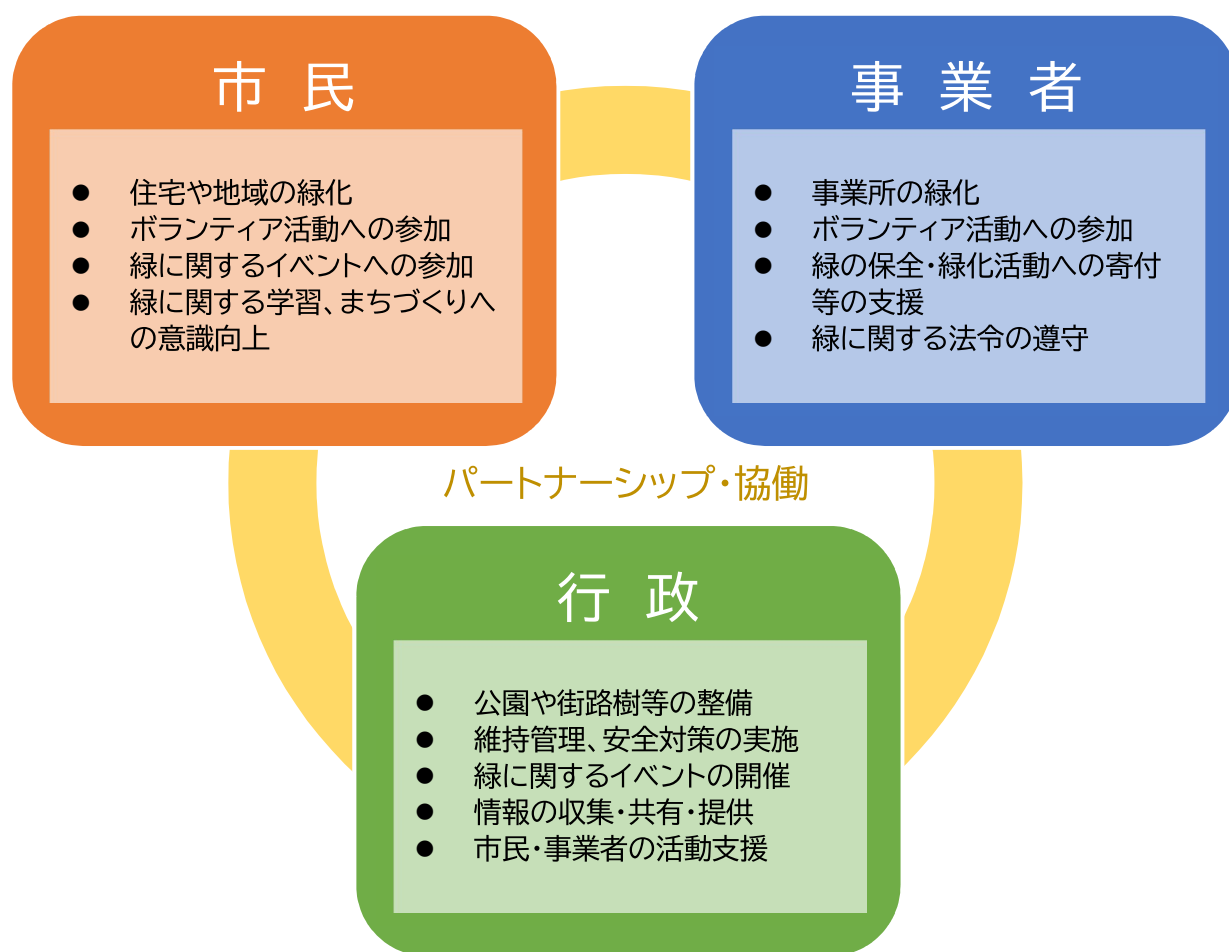 市 民
● 住宅や地域の緑化
● ボランティア活動への参加
● 緑に関するイベントへの参加
● 緑に関する学習、まちづくりへ
の意識向上
事 業 者
● 事業所の緑化
● ボランティア活動への参加
● 緑の保全・緑化活動への寄付
等の支援
● 緑に関する法令の遵守
パートナーシップ・協働
行 政
● 公園や街路樹等の整備
● 維持管理、安全対策の実施
● 緑に関するイベントの開催
● 情報の収集・共有・提供
● 市民・事業者の活動支援